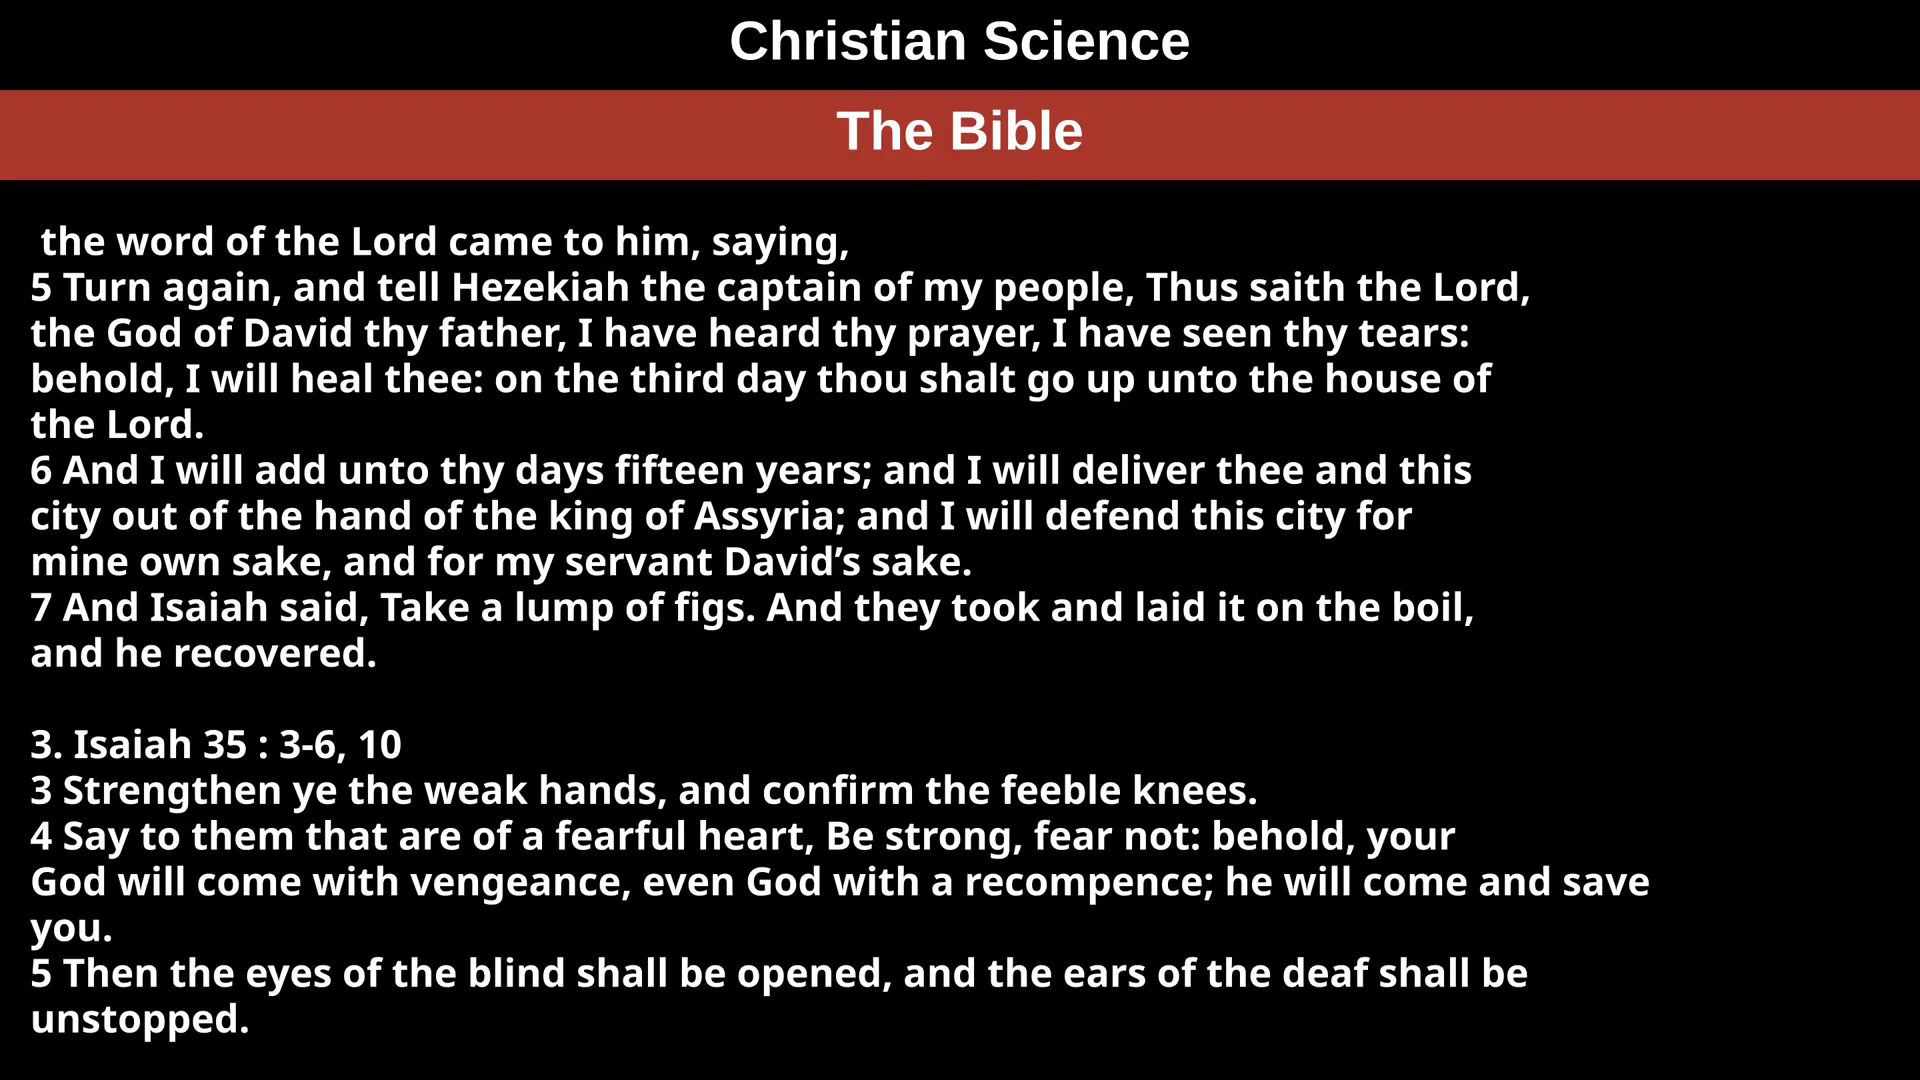 Christian Science
The Bible
the word of the Lord came to him, saying,
5 Turn again, and tell Hezekiah the captain of my people, Thus saith the Lord,
the God of David thy father, I have heard thy prayer, I have seen thy tears:
behold, I will heal thee: on the third day thou shalt go up unto the house of
the Lord.
6 And I will add unto thy days fifteen years; and I will deliver thee and this
city out of the hand of the king of Assyria; and I will defend this city for
mine own sake, and for my servant David’s sake.
7 And Isaiah said, Take a lump of figs. And they took and laid it on the boil,
and he recovered.
3. Isaiah 35 : 3-6, 10
3 Strengthen ye the weak hands, and confirm the feeble knees.
4 Say to them that are of a fearful heart, Be strong, fear not: behold, your
God will come with vengeance, even God with a recompence; he will come and save
you.
5 Then the eyes of the blind shall be opened, and the ears of the deaf shall be
unstopped.